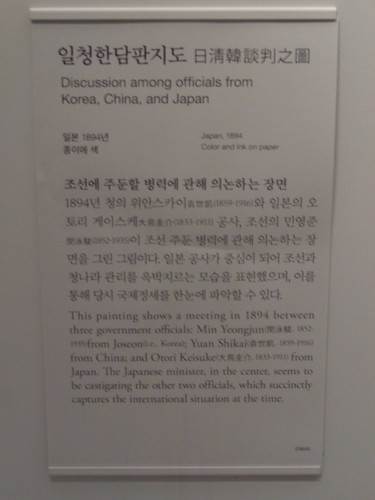 일청한담판지도 日淸韓談判之圖
Discussion among officials from
Korea, China, and Japan
일본 1894년
종이에 색
Japan, 1894
Color and ink on paper
조선에 주둔할 병력에 관해 의논하는 장면
1894년 청의 위안스카이袁世凱(1859-1916)와 일본의 오
토리 게이스케大鳥圭介(1833-1911) 공사, 조선의 민영준
閔泳駿(1852-1935)이 조선 주둔 병력에 관해 의논하는 장
면을 그린 그림이다. 일본 공사가 중심이 되어 조선과
청나라 관리를 윽박지르는 모습을 표현했으며, 이를
통해 당시 국제정세를 한눈에 파악할 수 있다.
This painting shows a meeting in 1894 between
three government officials: Min Yeongjun(閔泳駿, 1852-
1935)from Joseon(i.e., Korea); Yuan Shikai(袁世凱, 1859-1916)
from China; and Otori Keisuke(大鳥圭介, 1833-1911) from
Japan. The Japanese minister, in the center, seems to
be castigating the other two officials, which succinctly
captures the international situation at the time.